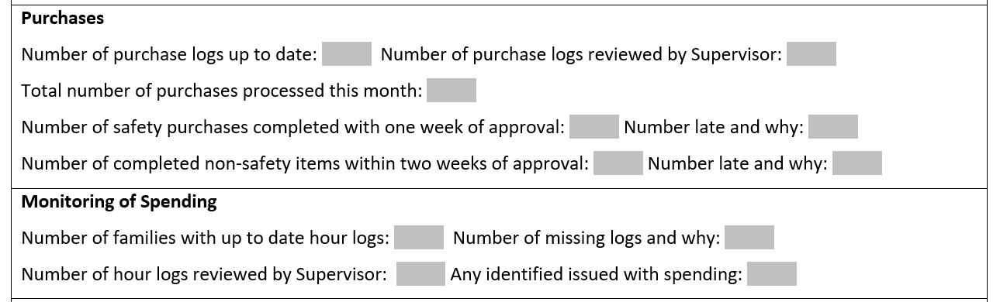 Purchases
Number of purchase logs up to date: Number of purchase logs reviewed by Supervisor:
Total number of purchases processed this month:
Number of safety purchases completed with one week of approval: Number late and why:
Number of completed non-safety items within two weeks of approval: Number late and why:
Monitoring of Spending
Number of families with up to date hour logs: Number of missing logs and why:
Number of hour logs reviewed by Supervisor: Any identified issued with spending: